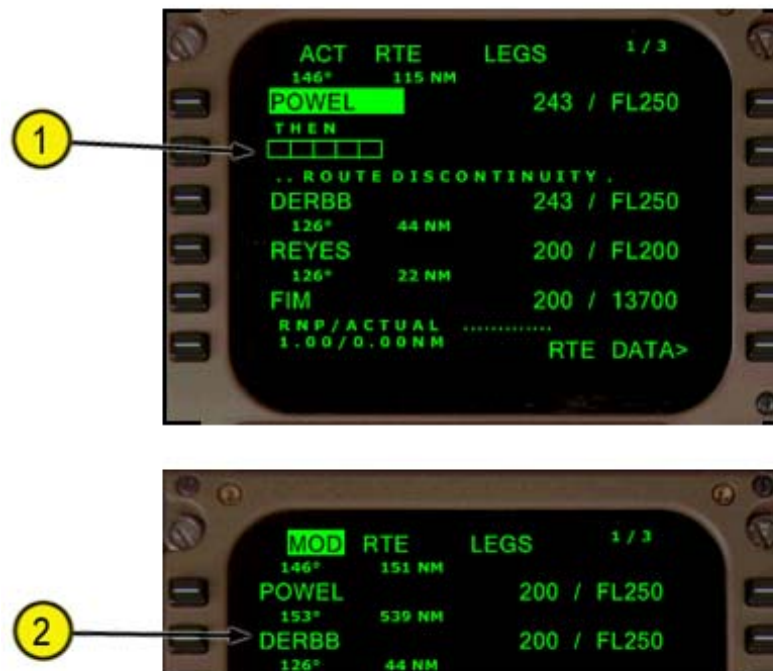 ACT RTE LEGS 1 / 3
146° 115 NM
POWEL 243 / FL250
THEN
1
.. ROUTE DISCONTINUITY .
DERBB 243 / FL250
126° 44 NM
REYES 200 / FL200
126° 22 NM
FIM 200 / 13700
RNP/ACTUAL .............
1.00/0.00NM RTE DATA>
MOD RTE LEGS 1 / 3
146° 151 NM
POWEL 200 / FL250
153° 539 NM
2 DERBB 200 / FL250
126° 44 NM